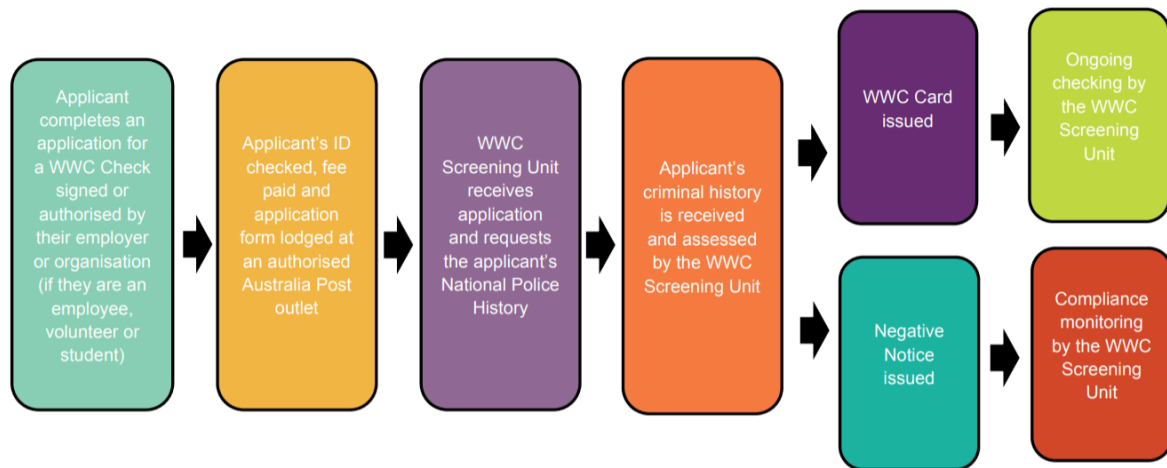 Applicant
completes an
application for
a WWC Check
signed or
authorised by
their employer
or organisation
(if they are an
employee,
volunteer or
student)
Applicant's ID
checked, fee
paid and
application
form lodged at
an authorised
Australia Post
outlet
WWC
Screening Unit
receives
application
and requests
the applicant's
National Police
History
Applicant's
criminal history
is received
and assessed
by the WWC
Screening Unit
WWC Card
issued
Ongoing
checking by
the WWC
Screening
Unit
Negative
Notice
issued
Compliance
monitoring
by the WWC
Screening
Unit